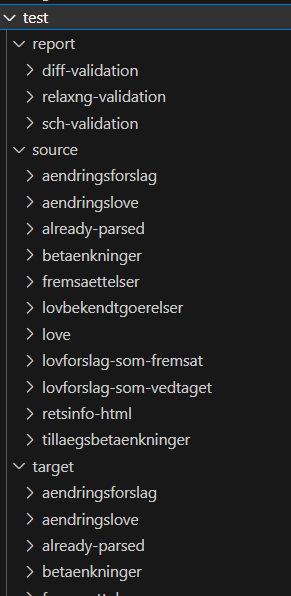 test
report
diff-validation
relaxng-validation
sch-validation
source
aendringsforslag
aendringslove
already-parsed
betaenkninger
fremsaettelser
lovbekendtgoerelser
love
lovforslag-som-fremsat
lovforslag-som-vedtaget
retsinfo-html
tillaegsbetaenkninger
target
aendringsforslag
aendringslove
already-parsed
betaenkninger